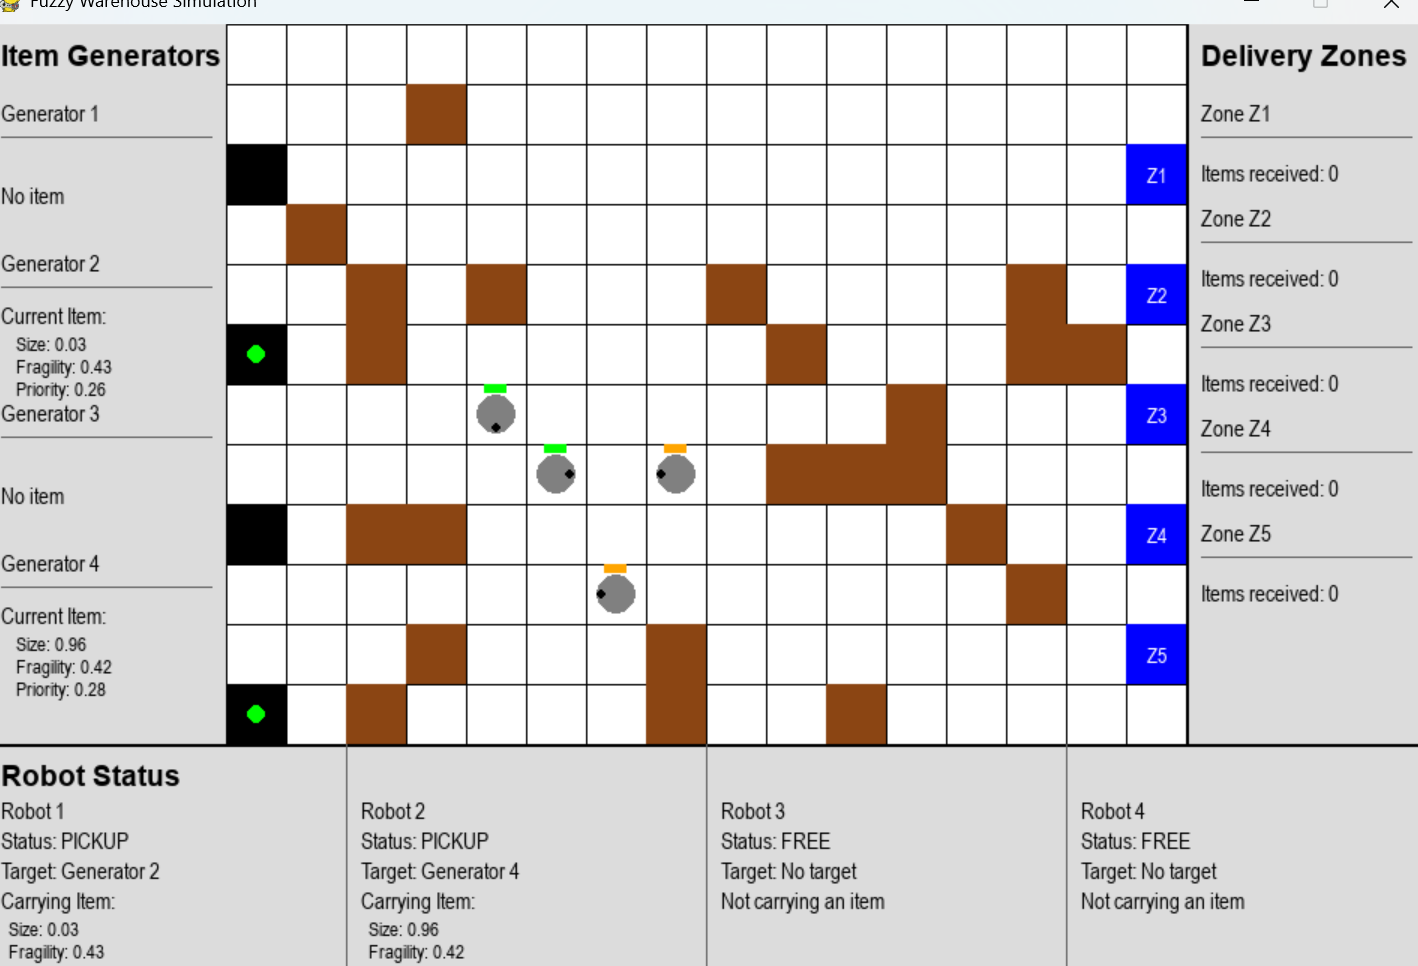 Fuzzy Warehouse Simulation
Item Generators
Generator 1
No item
Generator 2
Current Item:
Size: 0.03
Fragility: 0.43
Priority: 0.26
Generator 3
No item
Generator 4
Current Item:
Size: 0.96
Fragility: 0.42
Priority: 0.28
Z1
Z2
Z3
Z4
Z5
Delivery Zones
Zone Z1
Items received: 0
Zone Z2
Items received: 0
Zone Z3
Items received: 0
Zone Z4
Items received: 0
Zone Z5
Items received: 0
Robot Status
Robot 1
Status: PICKUP
Target: Generator 2
Carrying Item:
Size: 0.03
Fragility: 0.43
Robot 2
Status: PICKUP
Target: Generator 4
Carrying Item:
Size: 0.96
Fragility: 0.42
Robot 3
Status: FREE
Target: No target
Not carrying an item
Robot 4
Status: FREE
Target: No target
Not carrying an item